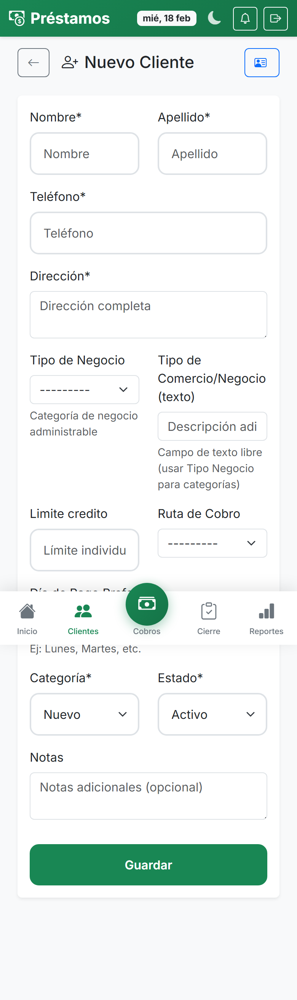 Préstamos
mié, 18 feb
Nuevo Cliente
Nombre*
Apellido*
Nombre
Apellido
Teléfono*
Teléfono
Dirección*
Dirección completa
Tipo de Negocio
Tipo de
Comercio/Negocio
(texto)
---------
Categoría de negocio
administrable
Descripción adi
Campo de texto libre
(usar Tipo Negocio
para categorías)
Limite credito
Ruta de Cobro
Límite individu
---------
Inicio
Clientes
Cobros
Cierre
Reportes
Ej: Lunes, Martes, etc.
Categoría*
Estado*
Nuevo
Activo
Notas
Notas adicionales (opcional)
Guardar